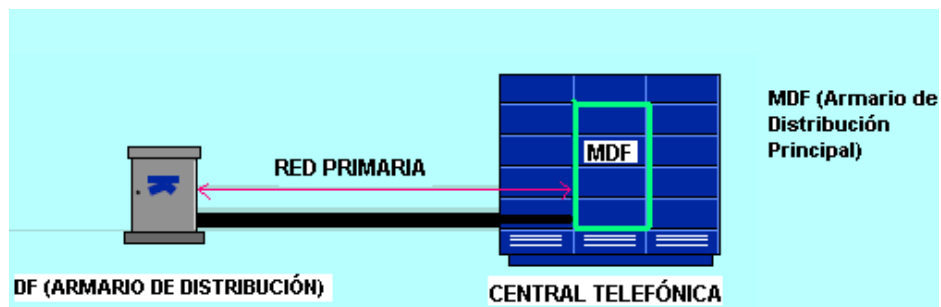 MDF (Armario de
Distribución
Principal)
MDF
RED PRIMARIA
DF (ARMARIO DE DISTRIBUCIÓN)
CENTRAL TELEFÓNICA